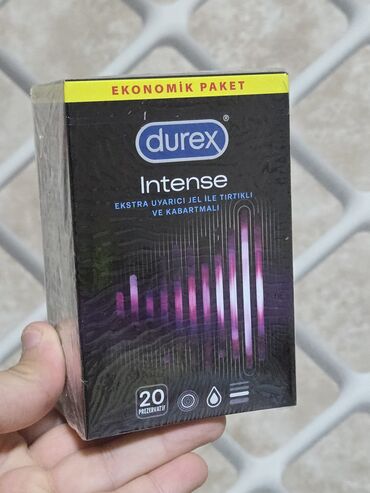 EKONOMİK PAKET
durex®
Intense
EKSTRA UYARICI JEL İLE TIRTIKLI
VE KABARTMALI
20
PREZERVATİF